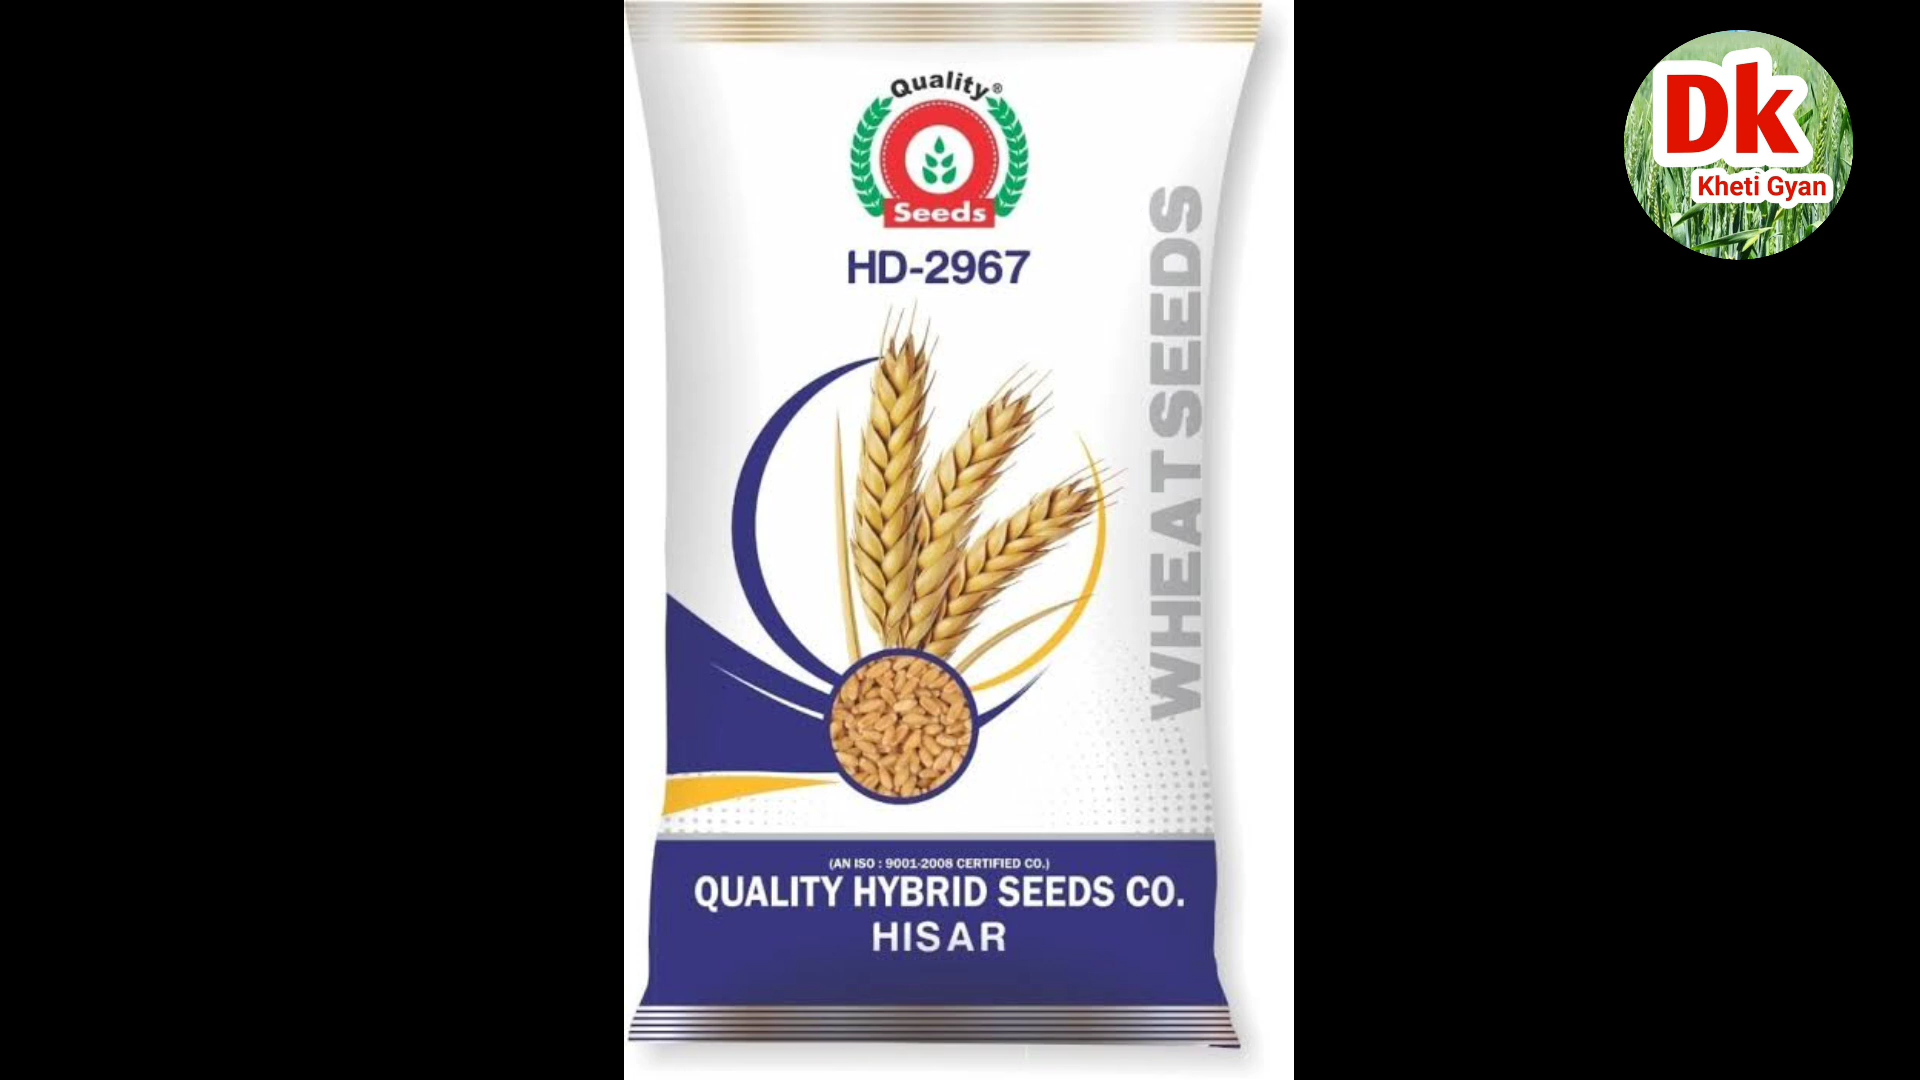 Quality®
Seeds
HD-2967
WHEAT SEEDS
(AN ISO : 9001-2008 CERTIFIED CO.)
QUALITY HYBRID SEEDS CO.
HISAR
Dk
Kheti Gyan